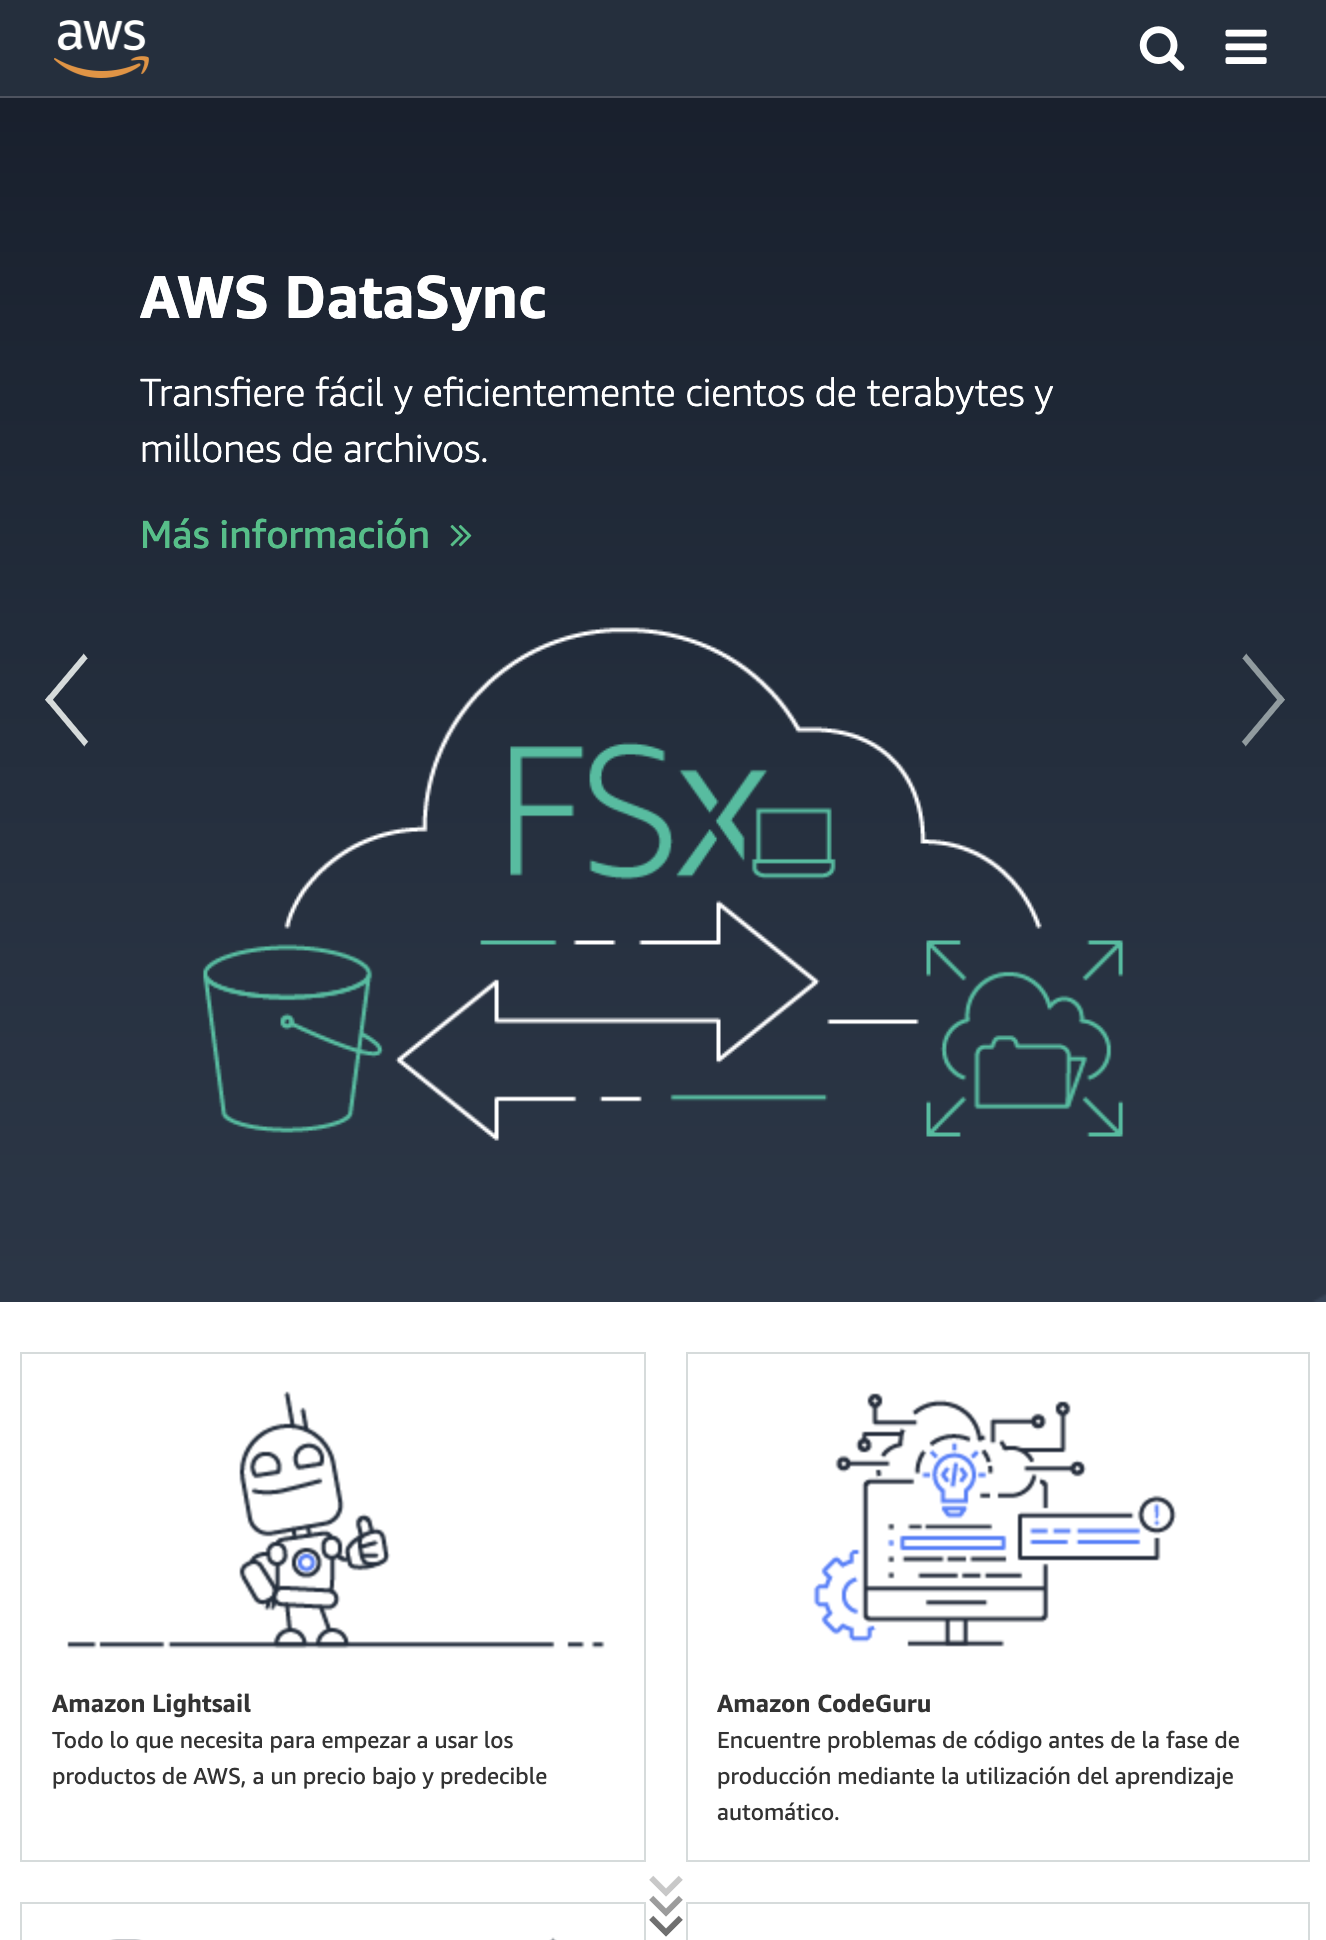 aws
AWS DataSync
Transfiere fácil y eficientemente cientos de terabytes y
millones de archivos.
Más información »
FSx
Amazon Lightsail
Todo lo que necesita para empezar a usar los
productos de AWS, a un precio bajo y predecible
Amazon CodeGuru
Encuentre problemas de código antes de la fase de
producción mediante la utilización del aprendizaje
automático.